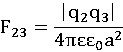 F₂₃ = |q₂q₃| / 4πεε₀a²